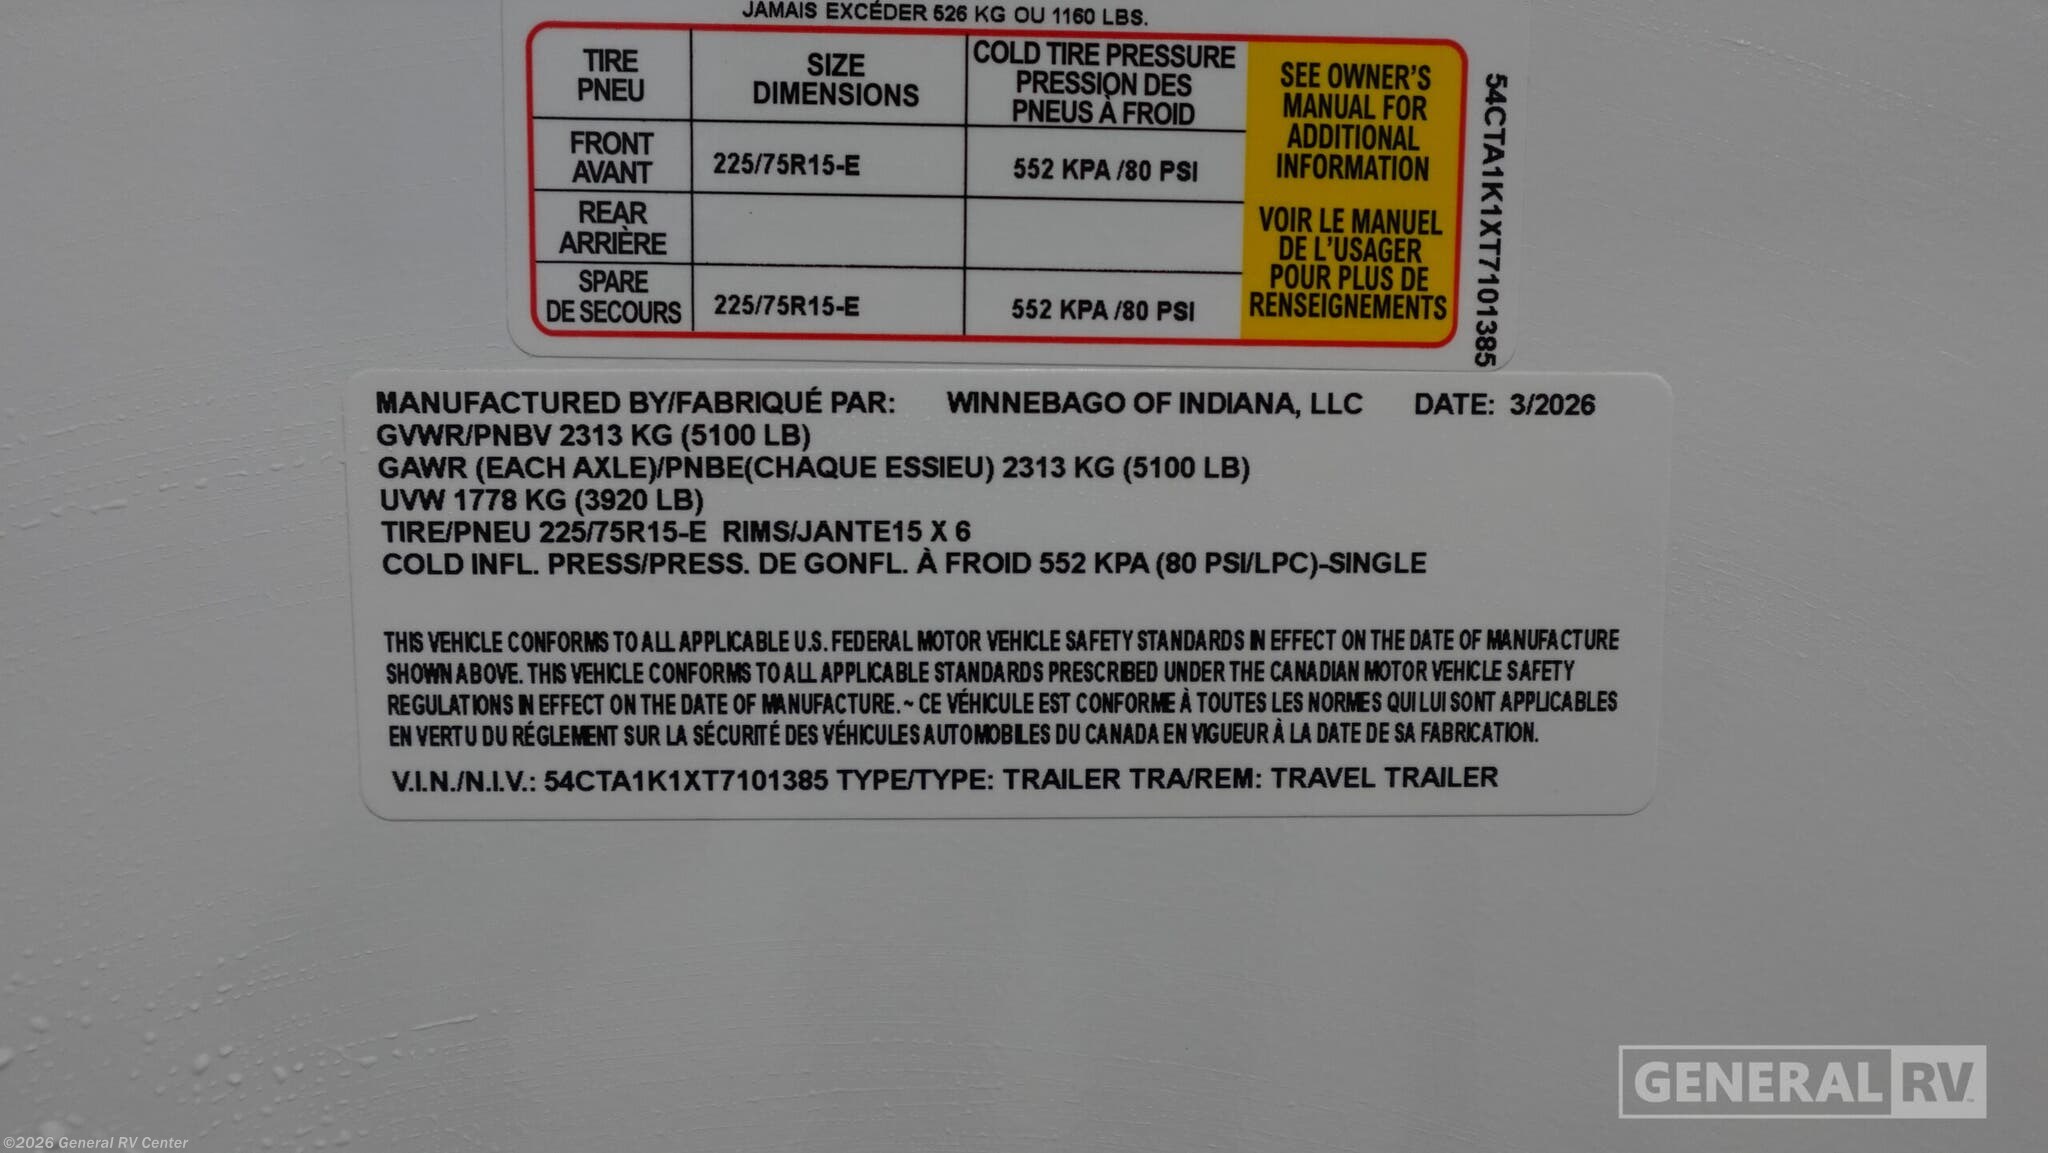 JAMAIS EXCÉDER 526 KG OU 1160 LBS.
TIRE
PNEU
SIZE
DIMENSIONS
COLD TIRE PRESSURE
PRESSION DES
PNEUS À FROID
SEE OWNER'S
MANUAL FOR
ADDITIONAL
INFORMATION
VOIR LE MANUEL
DE L'USAGER
POUR PLUS DE
RENSEIGNEMENTS
FRONT
AVANT
225/75R15-E
552 KPA /80 PSI
REAR
ARRIÈRE
SPARE
DE SECOURS
225/75R15-E
552 KPA /80 PSI
54CTA1K1XT7101385
MANUFACTURED BY/FABRIQUÉ PAR: WINNEBAGO OF INDIANA, LLC DATE: 3/2026
GVWR/PNBV 2313 KG (5100 LB)
GAWR (EACH AXLE)/PNBE(CHAQUE ESSIEU) 2313 KG (5100 LB)
UVW 1778 KG (3920 LB)
TIRE/PNEU 225/75R15-E RIMS/JANTE15 X 6
COLD INFL. PRESS/PRESS. DE GONFL. À FROID 552 KPA (80 PSI/LPC)-SINGLE
THIS VEHICLE CONFORMS TO ALL APPLICABLE U.S. FEDERAL MOTOR VEHICLE SAFETY STANDARDS IN EFFECT ON THE DATE OF MANUFACTURE
SHOWN ABOVE. THIS VEHICLE CONFORMS TO ALL APPLICABLE STANDARDS PRESCRIBED UNDER THE CANADIAN MOTOR VEHICLE SAFETY
REGULATIONS IN EFFECT ON THE DATE OF MANUFACTURE. ~ CE VÉHICULE EST CONFORME À TOUTES LES NORMES QUI LUI SONT APPLICABLES
EN VERTU DU RÉGLEMENT SUR LA SÉCURITÉ DES VÉHICULES AUTOMOBILES DU CANADA EN VIGUEUR À LA DATE DE SA FABRICATION.
V.I.N./N.I.V.: 54CTA1K1XT7101385 TYPE/TYPE: TRAILER TRA/REM: TRAVEL TRAILER
GENERAL RV
©2026 General RV Center